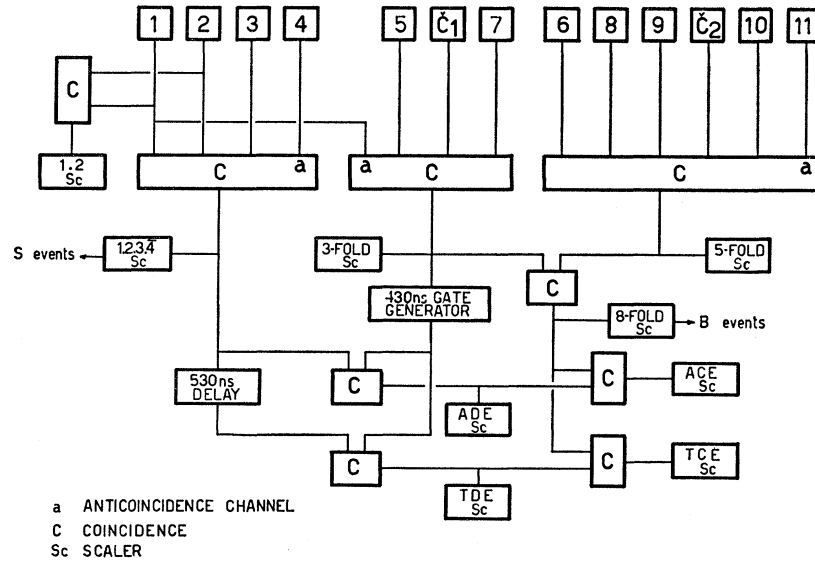 1 2 3 4 5 Č1 7 6 8 9 Č2 10 11
C
1.2
Sc
C a
a C
C a
S events
1.2.3.4̅
Sc
3-FOLD
Sc
5-FOLD
Sc
C
430ns GATE
GENERATOR
8-FOLD
Sc
B events
530ns
DELAY
C
C
ACE
Sc
ADE
Sc
C
C
TCE
Sc
TDE
Sc
a ANTICOINCIDENCE CHANNEL
C COINCIDENCE
Sc SCALER